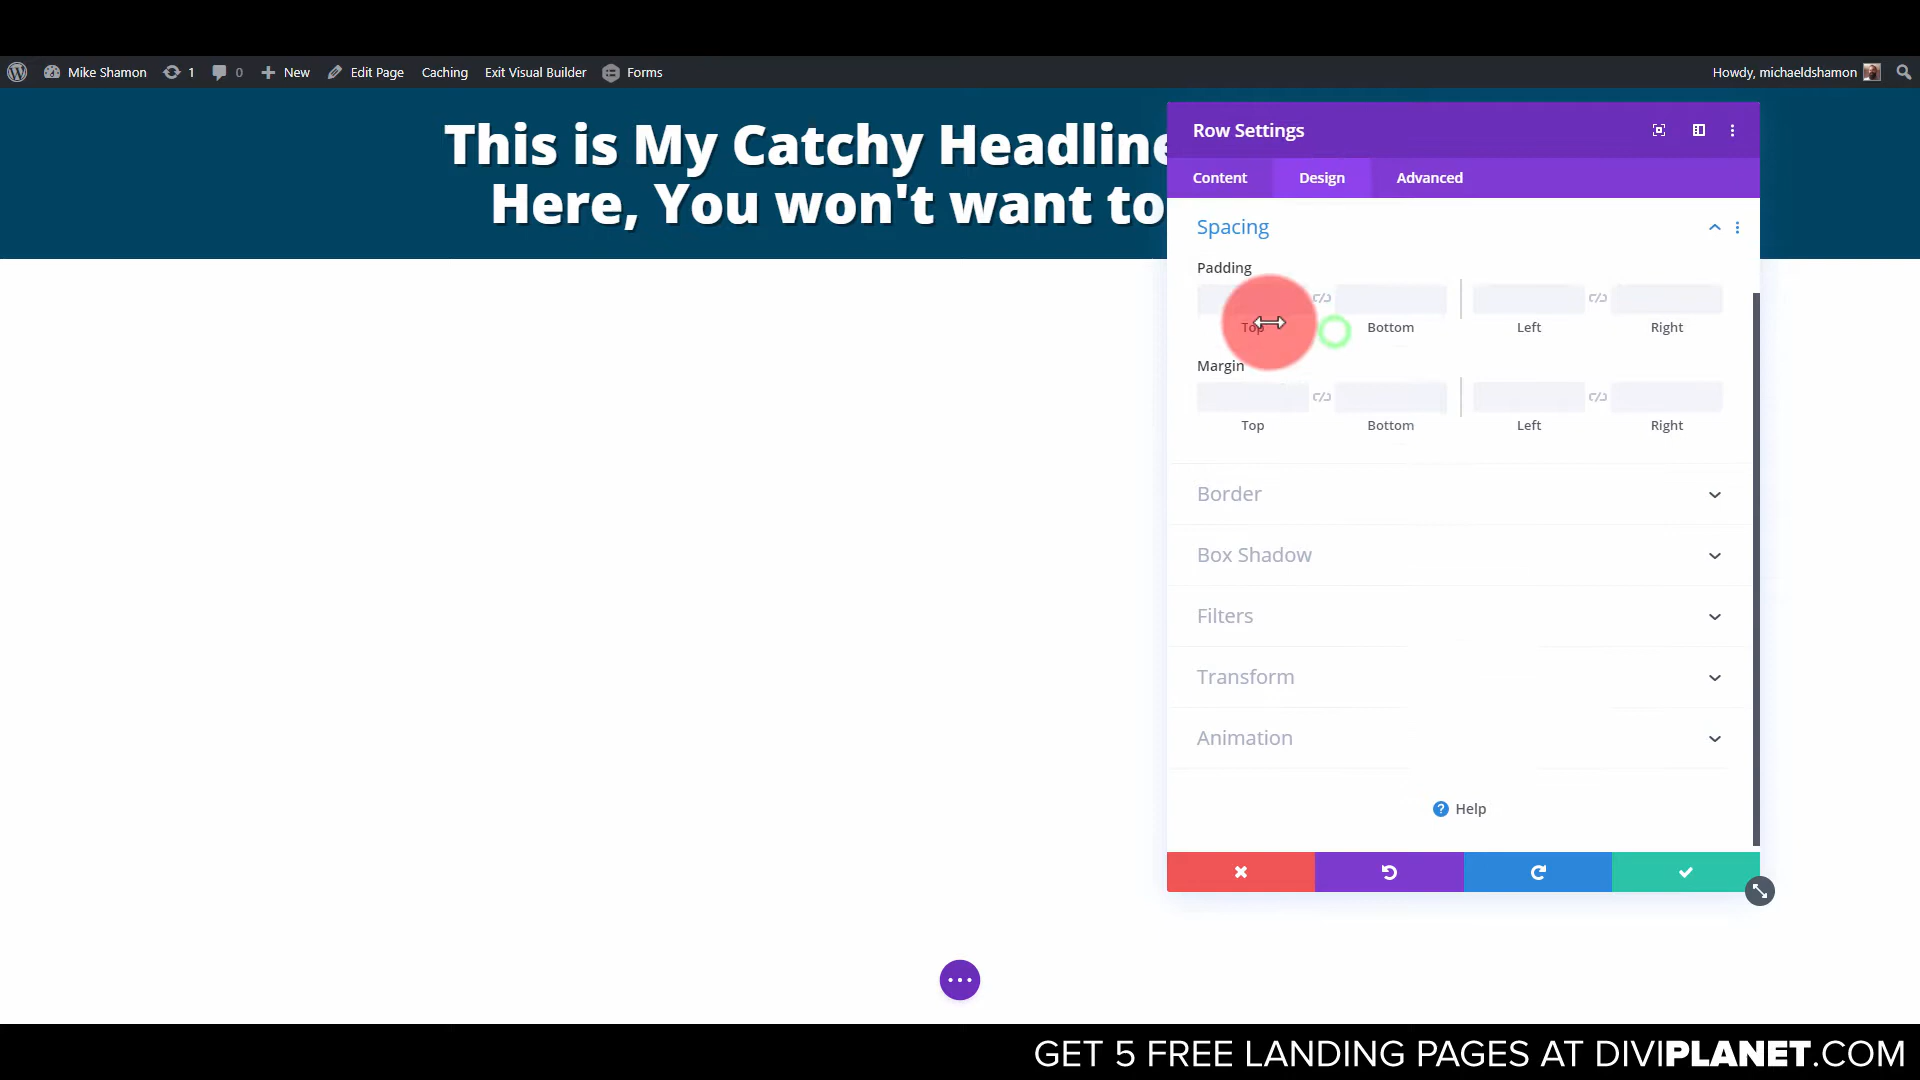 Mike Shamon 1 0 New Edit Page Caching Exit Visual Builder Forms Howdy, michaeldshamon
This is My Catchy Headline
Here, You won't want to
Row Settings
Content Design Advanced
Spacing
Padding
Top Bottom Left Right
Margin
Top Bottom Left Right
Border
Box Shadow
Filters
Transform
Animation
? Help
GET 5 FREE LANDING PAGES AT DIVIPLANET.COM